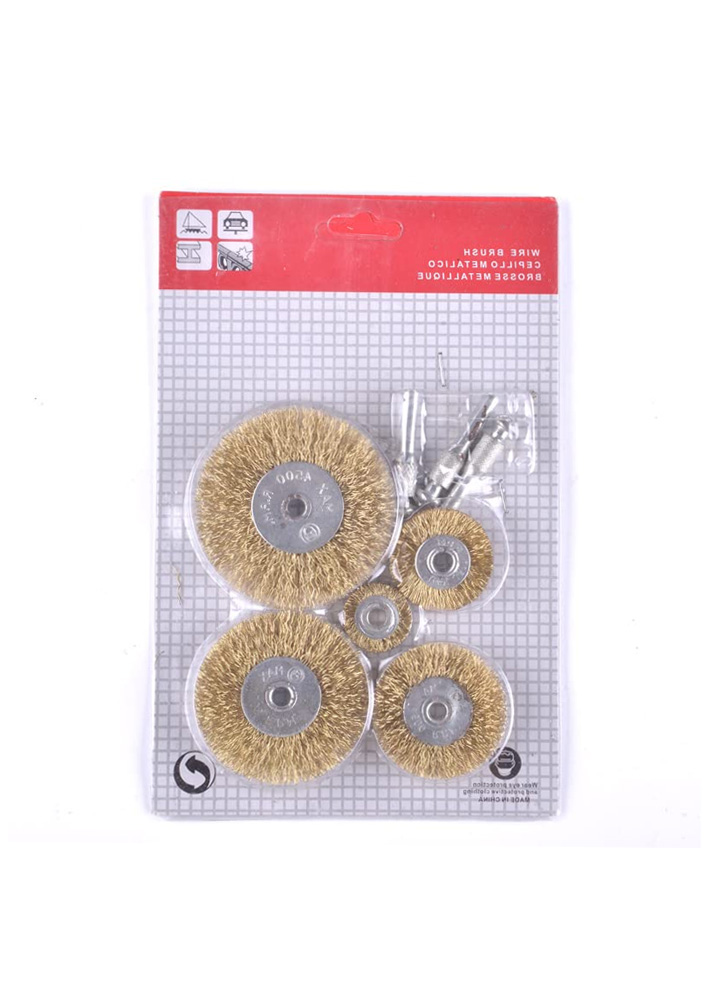 WIRE BRUSH
CEPILLO METALICO
BROSSE METALLIQUE
MAX 4500
R.P.M
MAX
Wear eye protection
and protective clothing
MADE IN CHINA